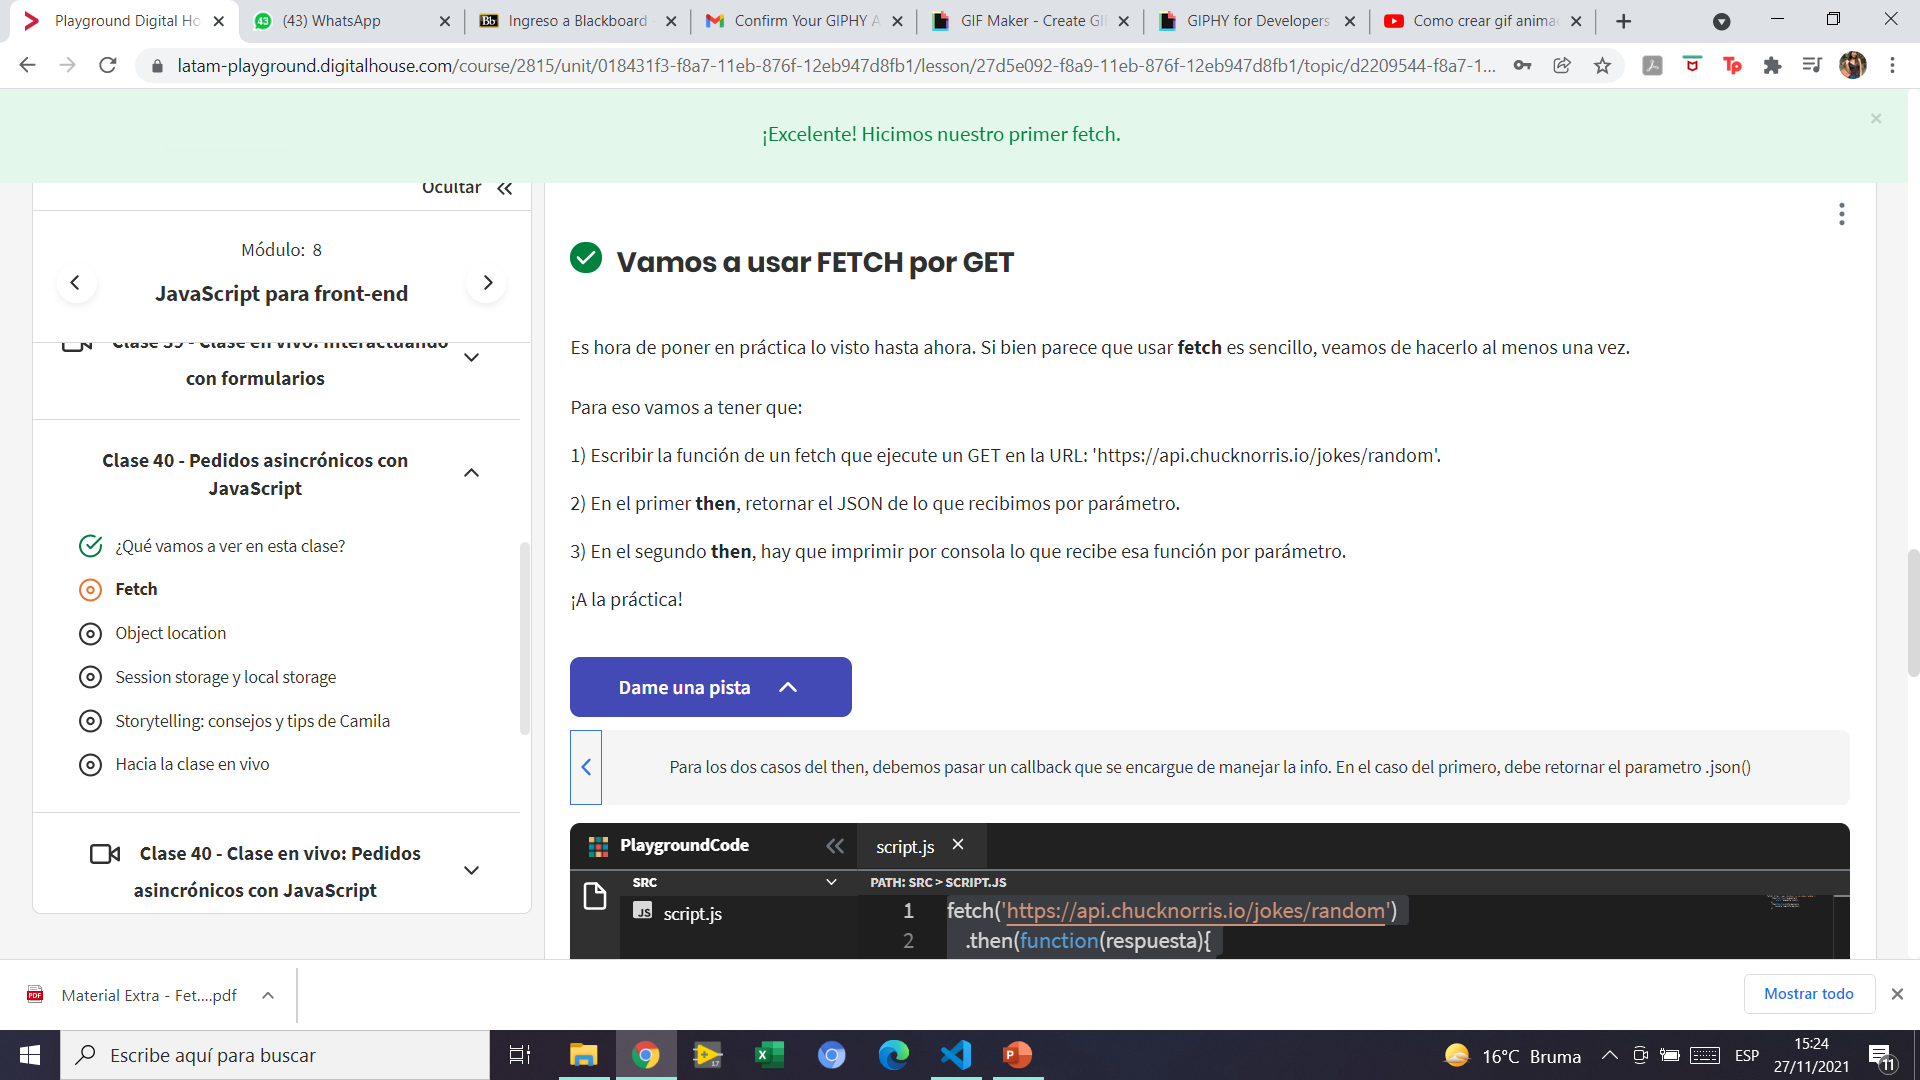 Playground Digital Ho
(43) WhatsApp
Ingreso a Blackboard
Confirm Your GIPHY A
GIF Maker - Create GI
GIPHY for Developers
Como crear gif anima
latam-playground.digitalhouse.com/course/2815/unit/018431f3-f8a7-11eb-876f-12eb947d8fb1/lesson/27d5e092-f8a9-11eb-876f-12eb947d8fb1/topic/d2209544-f8a7-1...
¡Excelente! Hicimos nuestro primer fetch.
Ocultar
Módulo: 8
JavaScript para front-end
Clase 39 - Clase en vivo: Interactuando
con formularios
Clase 40 - Pedidos asincrónicos con
JavaScript
¿Qué vamos a ver en esta clase?
Fetch
Object location
Session storage y local storage
Storytelling: consejos y tips de Camila
Hacia la clase en vivo
Clase 40 - Clase en vivo: Pedidos
asincrónicos con JavaScript
Vamos a usar FETCH por GET
Es hora de poner en práctica lo visto hasta ahora. Si bien parece que usar fetch es sencillo, veamos de hacerlo al menos una vez.
Para eso vamos a tener que:
1) Escribir la función de un fetch que ejecute un GET en la URL: 'https://api.chucknorris.io/jokes/random'.
2) En el primer then, retornar el JSON de lo que recibimos por parámetro.
3) En el segundo then, hay que imprimir por consola lo que recibe esa función por parámetro.
¡A la práctica!
Dame una pista
Para los dos casos del then, debemos pasar un callback que se encargue de manejar la info. En el caso del primero, debe retornar el parametro .json()
PlaygroundCode
script.js
SRC
PATH: SRC > SCRIPT.JS
JS script.js
1 fetch('https://api.chucknorris.io/jokes/random')
2 .then(function(respuesta){
PDF Material Extra - Fet....pdf
Mostrar todo
Escribe aquí para buscar
16°C Bruma
ESP
15:24
27/11/2021
11